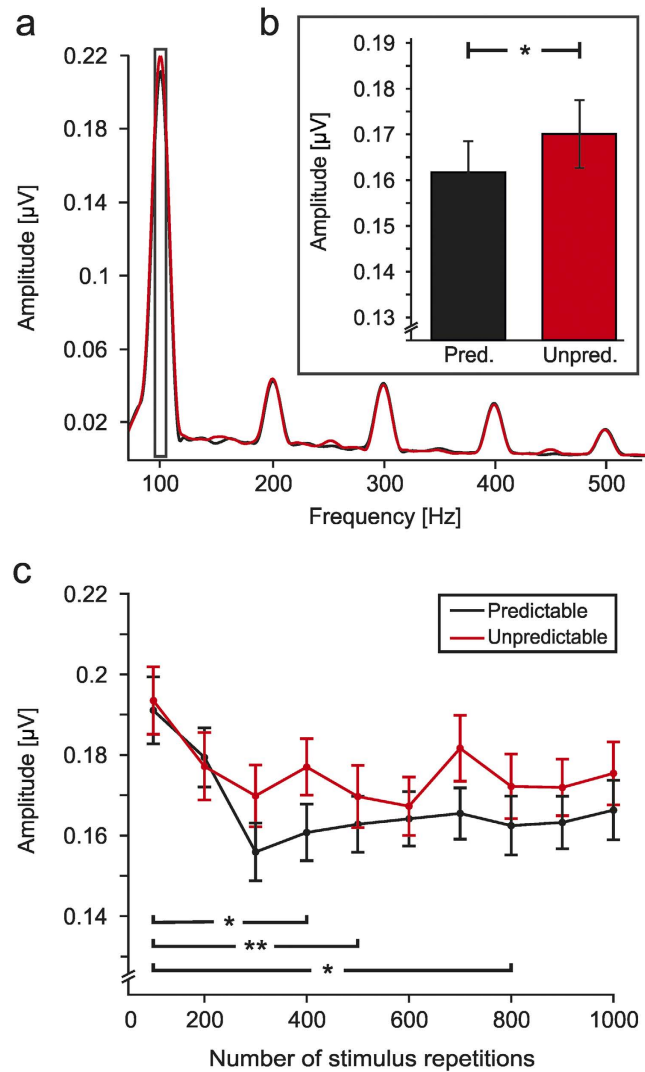 a
0.22
0.18
0.14
0.1
0.06
0.02
Amplitude [µV]
100
200
300
400
500
Frequency [Hz]
b
0.19
0.18
0.17
0.16
0.15
0.14
0.13
Amplitude [µV]
*
Pred.
Unpred.
c
0.22
0.2
0.18
0.16
0.14
Amplitude [µV]
Predictable
Unpredictable
*
**
*
0
200
400
600
800
1000
Number of stimulus repetitions